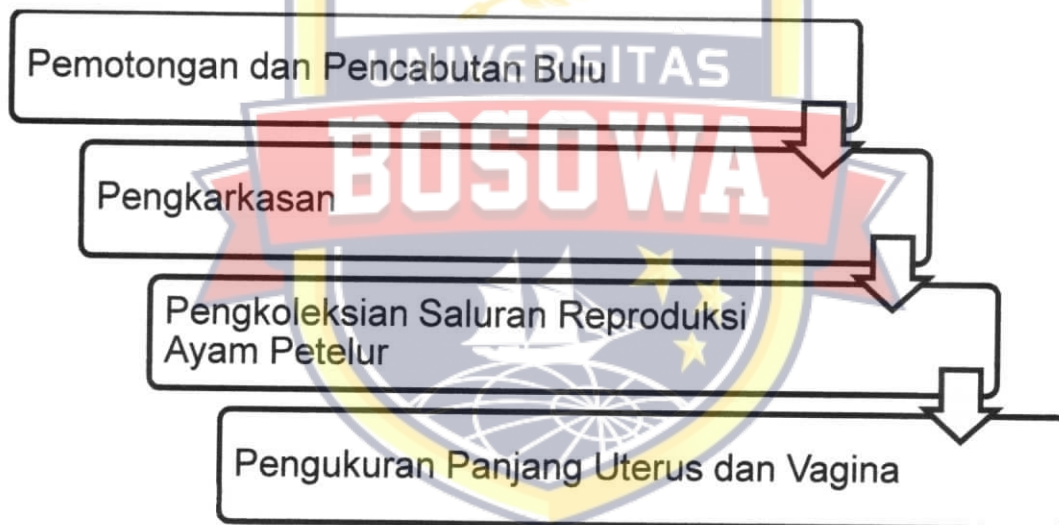 UNIVERSITAS
BOSOWA
Pemotongan dan Pencabutan Bulu
Pengkarkasan
Pengkoleksian Saluran Reproduksi
Ayam Petelur
Pengukuran Panjang Uterus dan Vagina